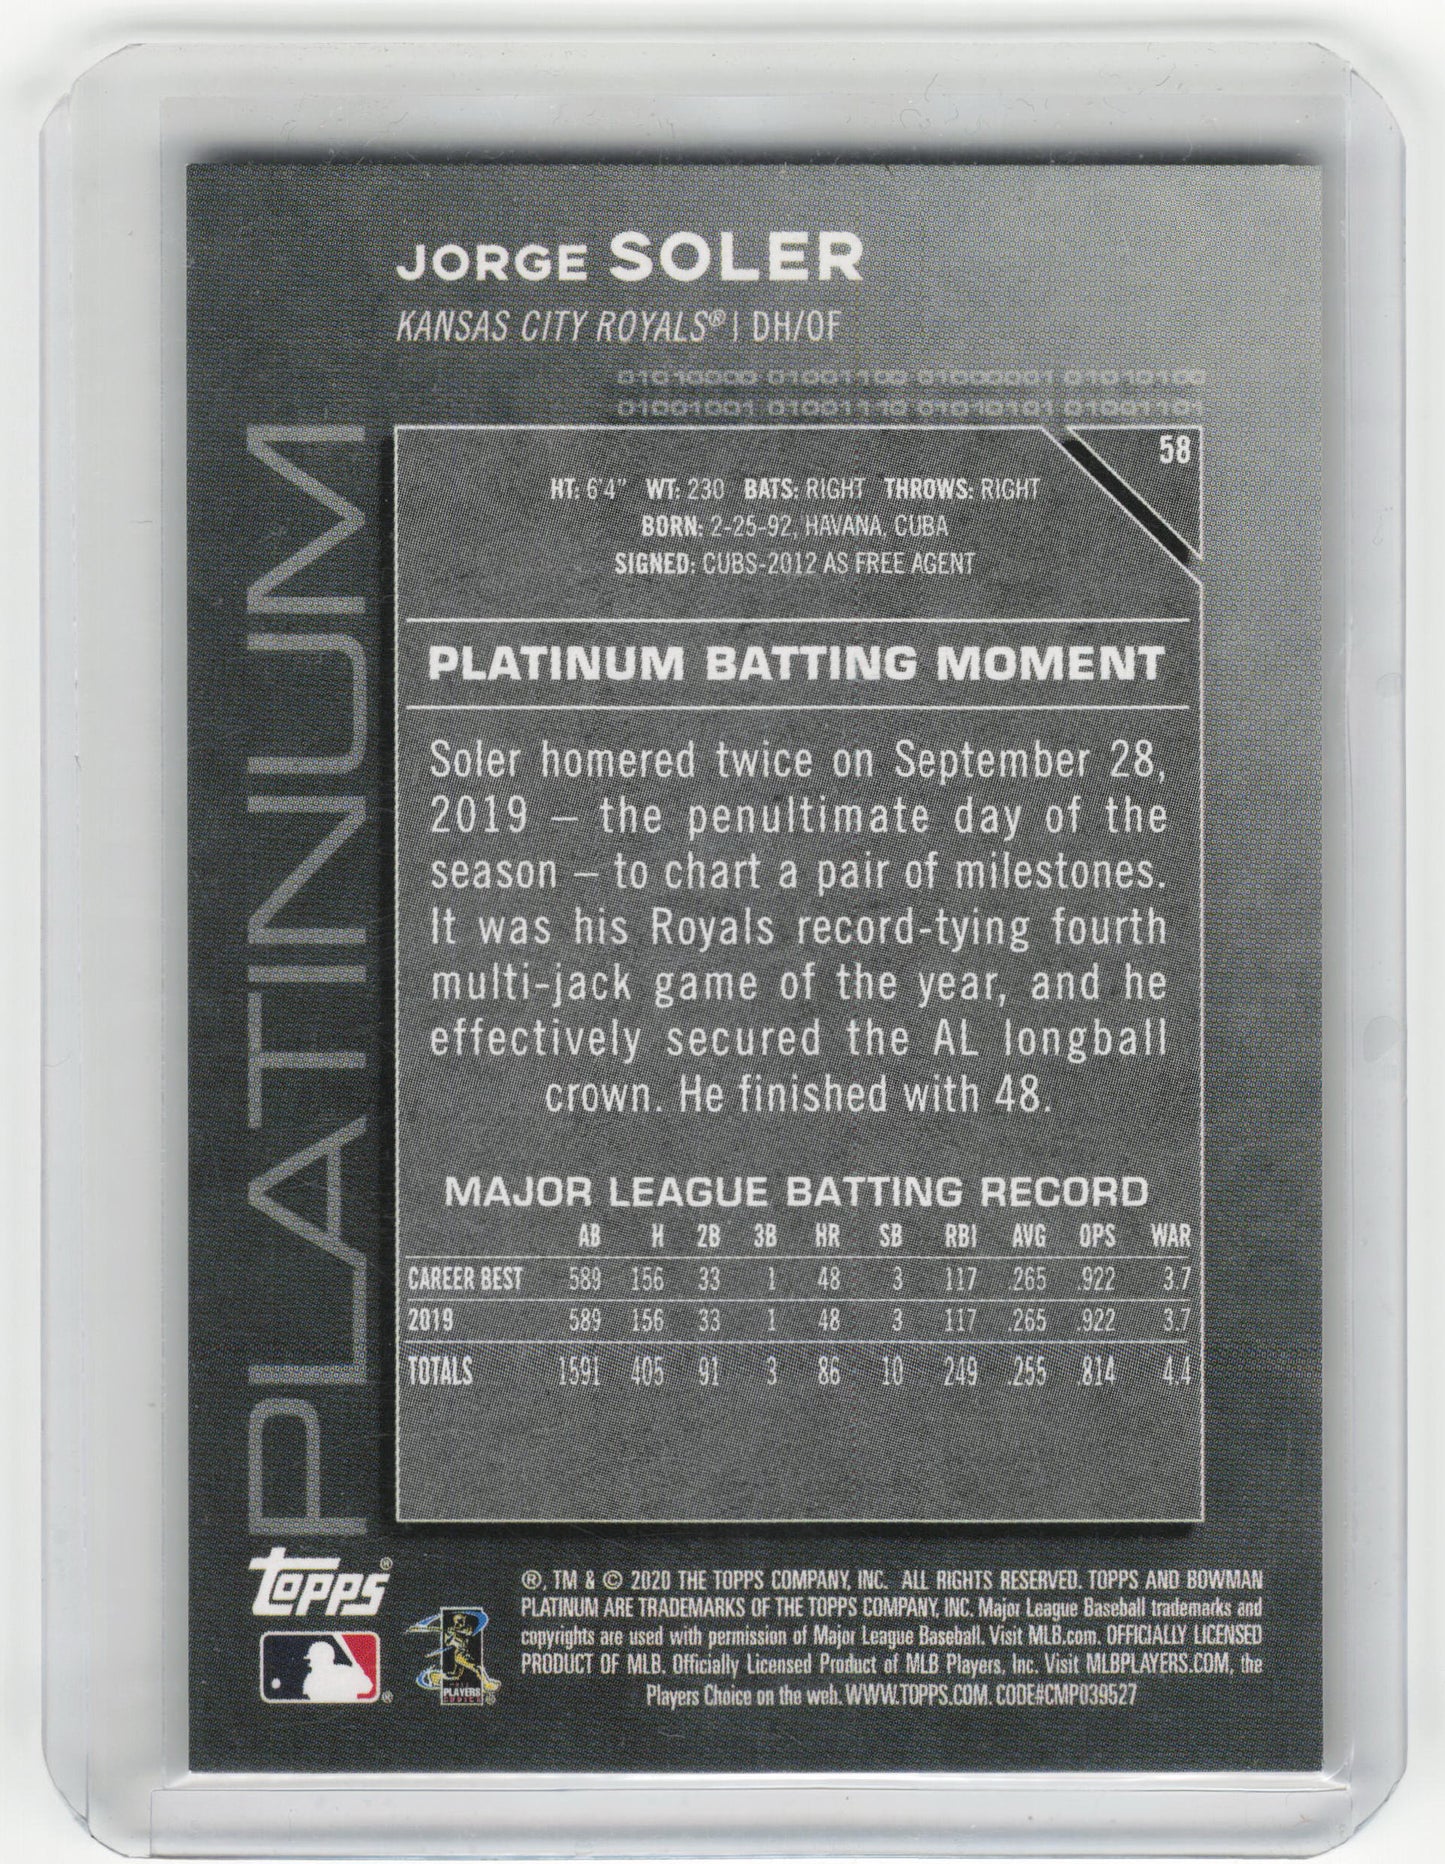 JORGE SOLER
KANSAS CITY ROYALS® | DH/OF
01010000 01001100 01000001 01010100
01001001 01001110 01010101 01001101
58
HT: 6'4" WT: 230 BATS: RIGHT THROWS: RIGHT
BORN: 2-25-92, HAVANA, CUBA
SIGNED: CUBS-2012 AS FREE AGENT
PLATINUM
PLATINUM BATTING MOMENT
Soler homered twice on September 28,
2019 – the penultimate day of the
season – to chart a pair of milestones.
It was his Royals record-tying fourth
multi-jack game of the year, and he
effectively secured the AL longball
crown. He finished with 48.
MAJOR LEAGUE BATTING RECORD
AB H 2B 3B HR SB RBI AVG OPS WAR
CAREER BEST 589 156 33 1 48 3 117 .265 .922 3.7
2019 589 156 33 1 48 3 117 .265 .922 3.7
TOTALS 1591 405 91 3 86 10 249 .255 .814 4.4
TOPPS®
®, TM & © 2020 THE TOPPS COMPANY, INC. ALL RIGHTS RESERVED. TOPPS AND BOWMAN
PLATINUM ARE TRADEMARKS OF THE TOPPS COMPANY, INC. Major League Baseball trademarks and
copyrights are used with permission of Major League Baseball. Visit MLB.com. OFFICIALLY LICENSED
PRODUCT OF MLB. Officially Licensed Product of MLB Players, Inc. Visit MLBPLAYERS.COM, the
Players Choice on the web. WWW.TOPPS.COM. CODE#CMP039527
PLAYERS
CHOICE